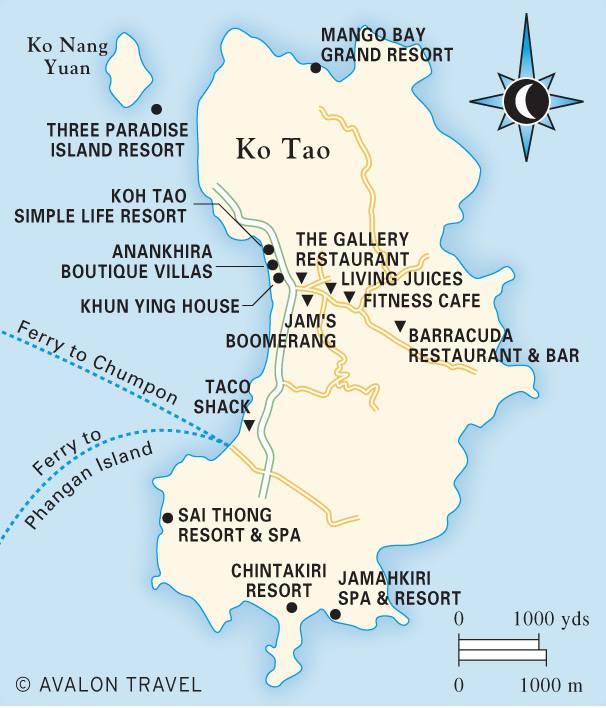 Ko Nang
Yuan
MANGO BAY
GRAND RESORT
THREE PARADISE
ISLAND RESORT
Ko Tao
KOH TAO
SIMPLE LIFE RESORT
ANANKHIRA
BOUTIQUE VILLAS
KHUN YING HOUSE
THE GALLERY
RESTAURANT
LIVING JUICES
FITNESS CAFE
JAM'S
BOOMERANG
BARRACUDA
RESTAURANT & BAR
Ferry to Chumpon
TACO
SHACK
Ferry to
Phangan Island
SAI THONG
RESORT & SPA
CHINTAKIRI
RESORT
JAMAHKIRI
SPA & RESORT
0 1000 yds
0 1000 m
© AVALON TRAVEL